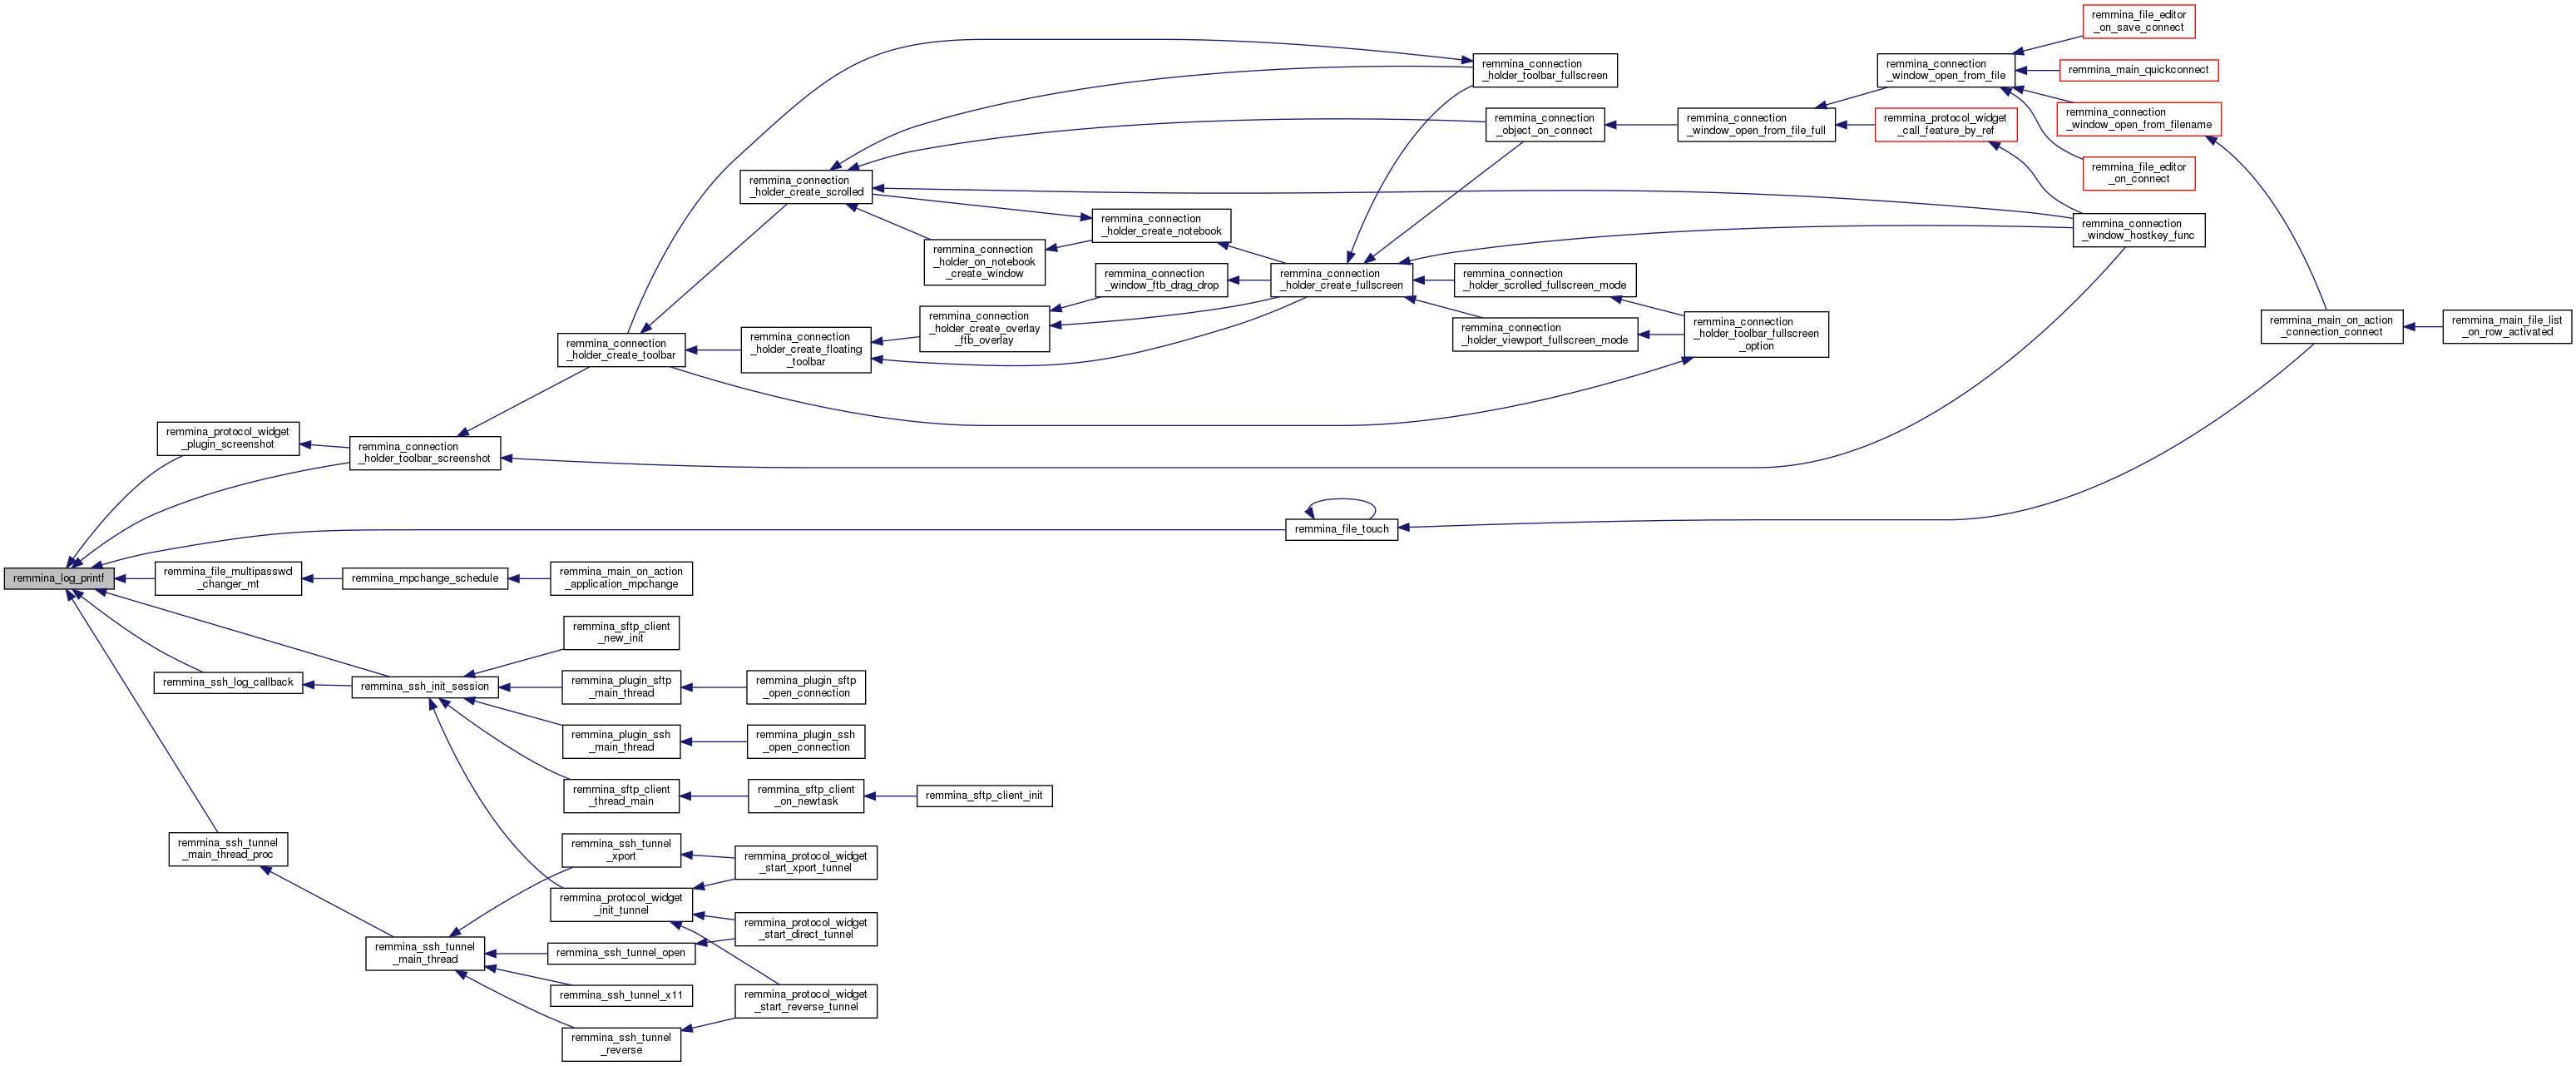 remmina_file_editor
_on_save_connect
remmina_connection
_holder_toolbar_fullscreen
remmina_connection
_window_open_from_file
remmina_main_quickconnect
remmina_connection
_object_on_connect
remmina_connection
_window_open_from_file_full
remmina_protocol_widget
_call_feature_by_ref
remmina_connection
_window_open_from_filename
remmina_file_editor
_on_connect
remmina_connection
_holder_create_scrolled
remmina_connection
_holder_create_notebook
remmina_connection
_window_hostkey_func
remmina_connection
_holder_on_notebook
_create_window
remmina_connection
_window_ftb_drag_drop
remmina_connection
_holder_create_fullscreen
remmina_connection
_holder_scrolled_fullscreen_mode
remmina_connection
_holder_create_overlay
_ftb_overlay
remmina_connection
_holder_viewport_fullscreen_mode
remmina_connection
_holder_toolbar_fullscreen
_option
remmina_main_on_action
_connection_connect
remmina_main_file_list
_on_row_activated
remmina_connection
_holder_create_toolbar
remmina_connection
_holder_create_floating
_toolbar
remmina_protocol_widget
_plugin_screenshot
remmina_connection
_holder_toolbar_screenshot
remmina_file_touch
remmina_log_printf
remmina_file_multipasswd
_changer_mt
remmina_mpchange_schedule
remmina_main_on_action
_application_mpchange
remmina_sftp_client
_new_init
remmina_ssh_log_callback
remmina_ssh_init_session
remmina_plugin_sftp
_main_thread
remmina_plugin_sftp
_open_connection
remmina_plugin_ssh
_main_thread
remmina_plugin_ssh
_open_connection
remmina_sftp_client
_thread_main
remmina_sftp_client
_on_newtask
remmina_sftp_client_init
remmina_ssh_tunnel
_main_thread_proc
remmina_ssh_tunnel
_xport
remmina_protocol_widget
_start_xport_tunnel
remmina_protocol_widget
_init_tunnel
remmina_protocol_widget
_start_direct_tunnel
remmina_ssh_tunnel
_main_thread
remmina_ssh_tunnel_open
remmina_ssh_tunnel_x11
remmina_protocol_widget
_start_reverse_tunnel
remmina_ssh_tunnel
_reverse